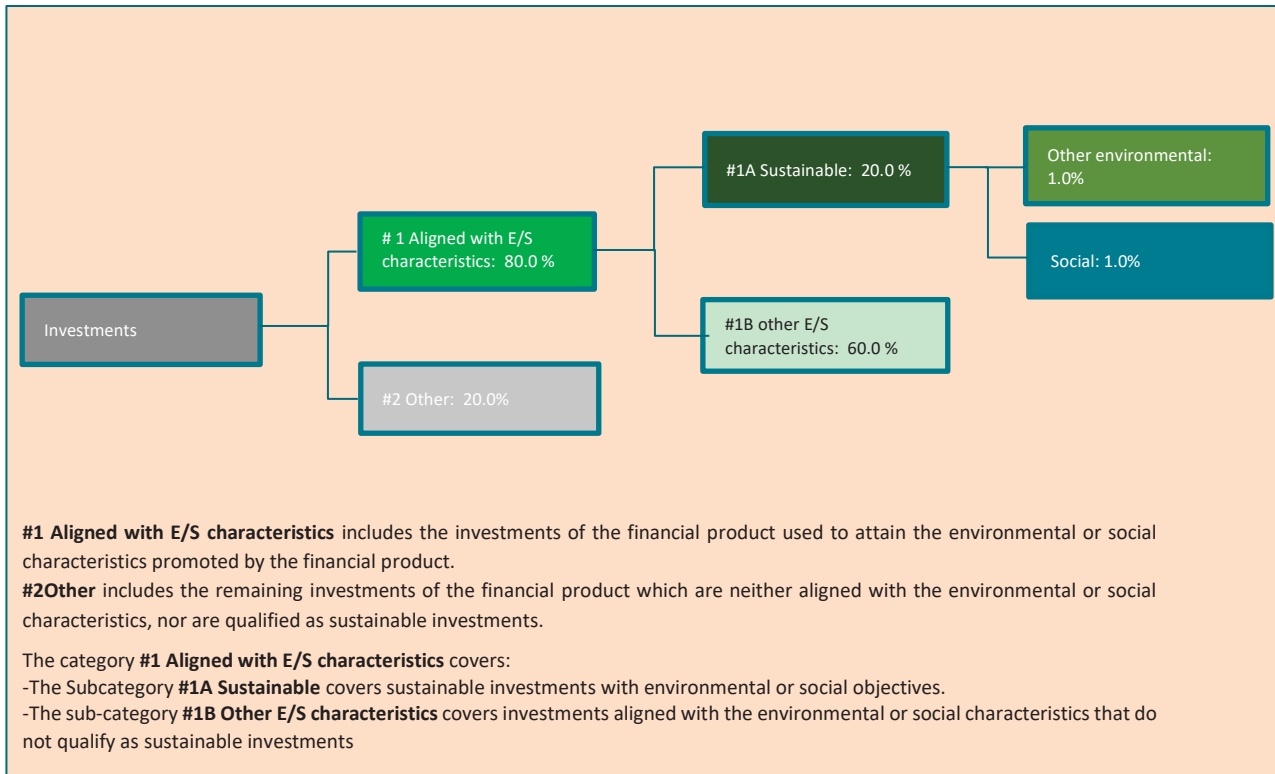 #1A Sustainable: 20.0 %
Other environmental:
1.0%
# 1 Aligned with E/S
characteristics: 80.0 %
Social: 1.0%
Investments
#1B other E/S
characteristics: 60.0 %
#2 Other: 20.0%
#1 Aligned with E/S characteristics includes the investments of the financial product used to attain the environmental or social
characteristics promoted by the financial product.
#2Other includes the remaining investments of the financial product which are neither aligned with the environmental or social
characteristics, nor are qualified as sustainable investments.
The category #1 Aligned with E/S characteristics covers:
-The Subcategory #1A Sustainable covers sustainable investments with environmental or social objectives.
-The sub-category #1B Other E/S characteristics covers investments aligned with the environmental or social characteristics that do
not qualify as sustainable investments